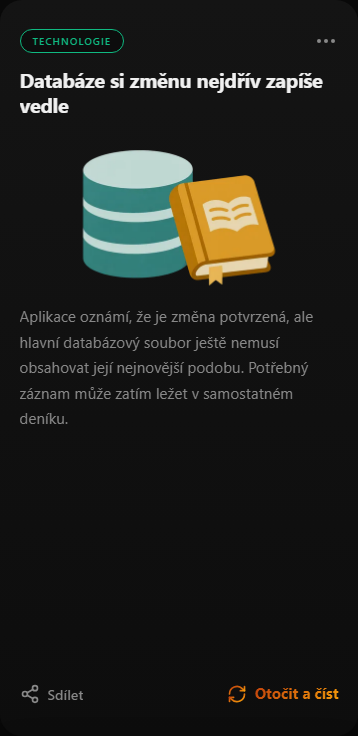 TECHNOLOGIE
Databáze si změnu nejdřív zapíše
vedle
Aplikace oznámí, že je změna potvrzená, ale
hlavní databázový soubor ještě nemusí
obsahovat její nejnovější podobu. Potřebný
záznam může zatím ležet v samostatném
deníku.
Sdílet
Otočit a číst